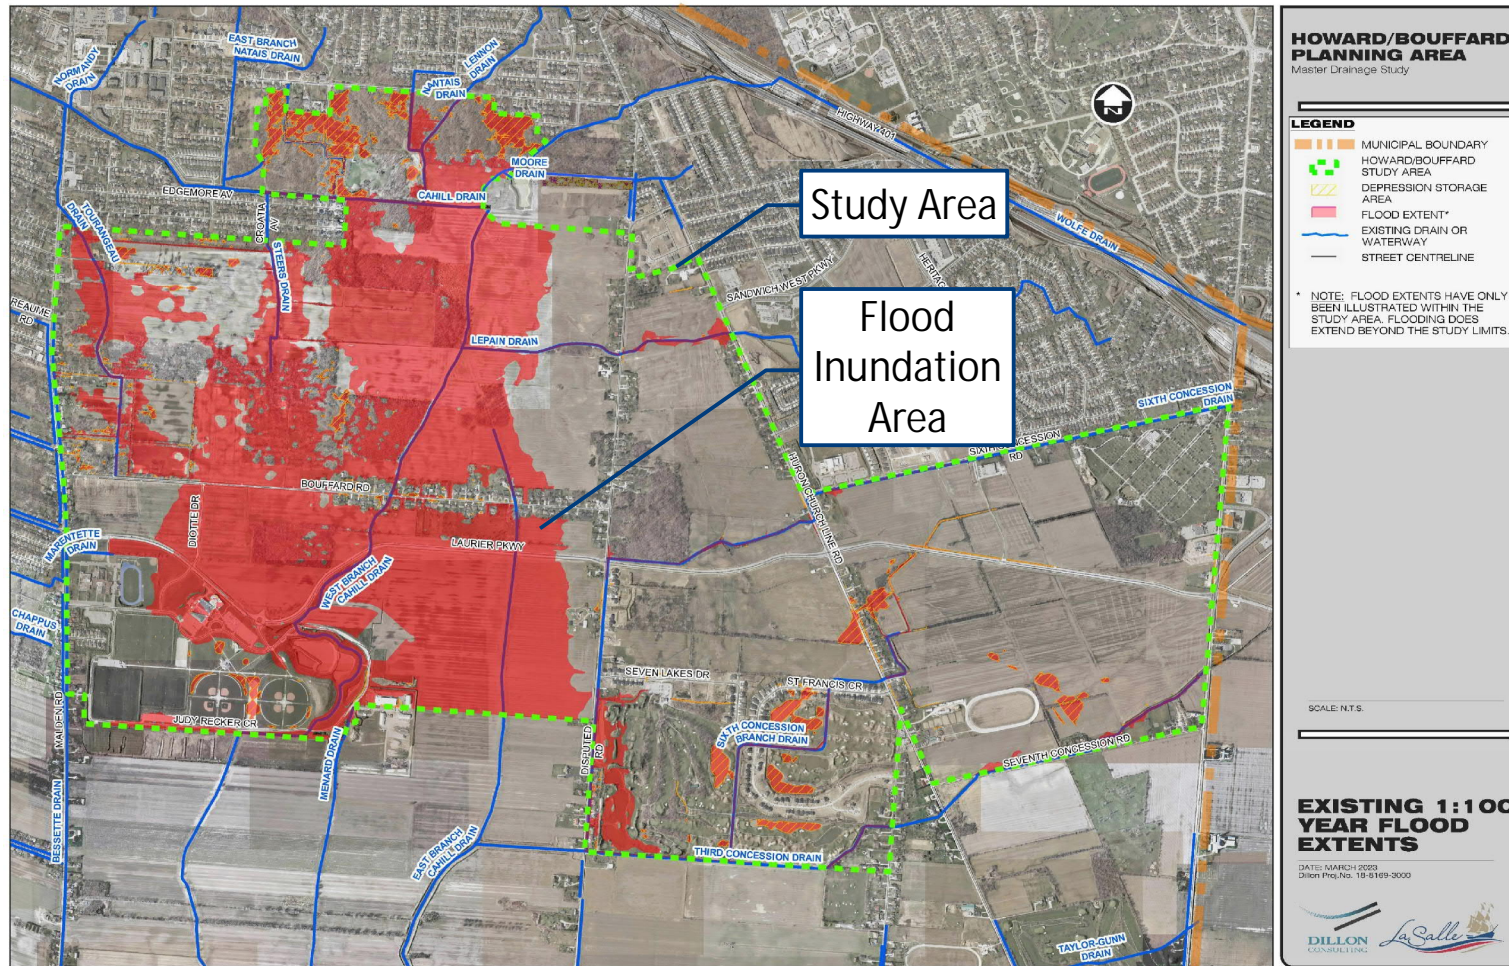 EAST BRANCH
NATAIS DRAIN
NORMANDY
DRAIN
LENNON
DRAIN
NANTAIS
DRAIN
HIGHWAY 401
N
MOORE
DRAIN
EDGEMORE AV
CAHILL DRAIN
Study Area
TOURANGEAU
DRAIN
CROATIA
AV
STEERS DRAIN
WOLFE DRAIN
HERITAG
SANDWICH WEST PKWY
REAUME
RD
LEPAIN DRAIN
Flood
Inundation
Area
SIXTH CONCESSION
DRAIN
SIXTH CONCESSION
RD
BOUFFARD RD
HURON CHURCH LINE RD
DIOTTE DR
MARENTETTE
DRAIN
LAURIER PKWY
WEST BRANCH
CAHILL DRAIN
CHAPPUS
DRAIN
SEVEN LAKES DR
ST FRANCIS CR
MALDEN RD
JUDY RECKER CR
SIXTH CONCESSION
BRANCH DRAIN
DISPUTED
RD
SEVENTH CONCESSION RD
MENARD DRAIN
BESSETTE DRAIN
EAST BRANCH
CAHILL DRAIN
THIRD CONCESSION DRAIN
TAYLOR-GUNN
DRAIN
HOWARD/BOUFFARD
PLANNING AREA
Master Drainage Study
LEGEND
MUNICIPAL BOUNDARY
HOWARD/BOUFFARD
STUDY AREA
DEPRESSION STORAGE
AREA
FLOOD EXTENT*
EXISTING DRAIN OR
WATERWAY
STREET CENTRELINE
* NOTE: FLOOD EXTENTS HAVE ONLY
BEEN ILLUSTRATED WITHIN THE
STUDY AREA. FLOODING DOES
EXTEND BEYOND THE STUDY LIMITS.
SCALE: N.T.S.
EXISTING 1:100
YEAR FLOOD
EXTENTS
DATE: MARCH 2023
Dillon Proj.No. 18-8169-3000
DILLON
CONSULTING
LaSalle